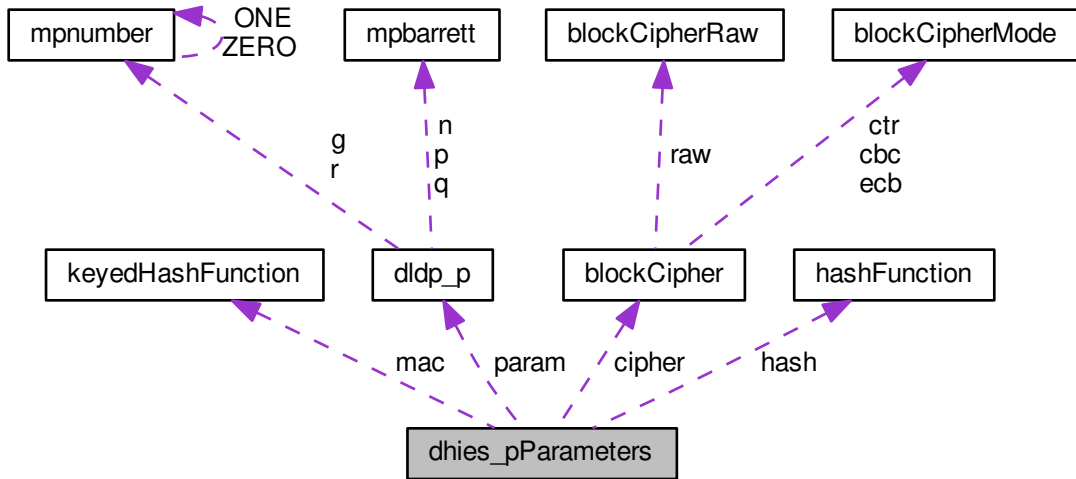 mpnumber
ONE
ZERO
mpbarrett
blockCipherRaw
blockCipherMode
g
r
n
p
q
raw
ctr
cbc
ecb
keyedHashFunction
dldp_p
blockCipher
hashFunction
mac
param
cipher
hash
dhies_pParameters